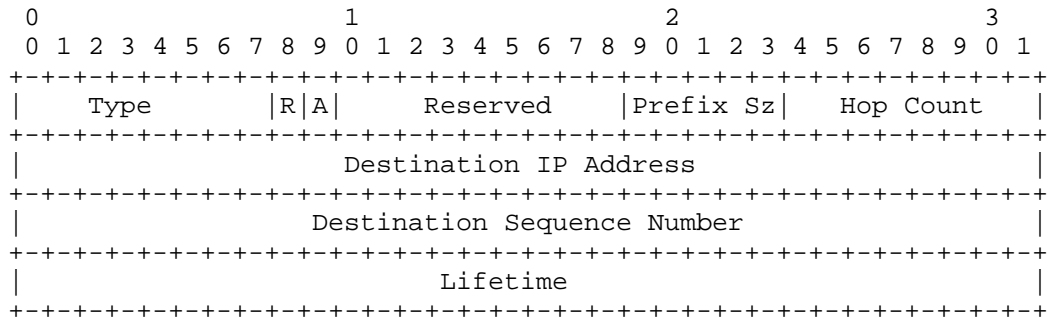 0                   1                   2                   3
 0 1 2 3 4 5 6 7 8 9 0 1 2 3 4 5 6 7 8 9 0 1 2 3 4 5 6 7 8 9 0 1
+-+-+-+-+-+-+-+-+-+-+-+-+-+-+-+-+-+-+-+-+-+-+-+-+-+-+-+-+-+-+-+-+
|    Type       |R|A|     Reserved    |Prefix Sz|   Hop Count   |
+-+-+-+-+-+-+-+-+-+-+-+-+-+-+-+-+-+-+-+-+-+-+-+-+-+-+-+-+-+-+-+-+
|                    Destination IP Address                     |
+-+-+-+-+-+-+-+-+-+-+-+-+-+-+-+-+-+-+-+-+-+-+-+-+-+-+-+-+-+-+-+-+
|                  Destination Sequence Number                  |
+-+-+-+-+-+-+-+-+-+-+-+-+-+-+-+-+-+-+-+-+-+-+-+-+-+-+-+-+-+-+-+-+
|                          Lifetime                             |
+-+-+-+-+-+-+-+-+-+-+-+-+-+-+-+-+-+-+-+-+-+-+-+-+-+-+-+-+-+-+-+-+